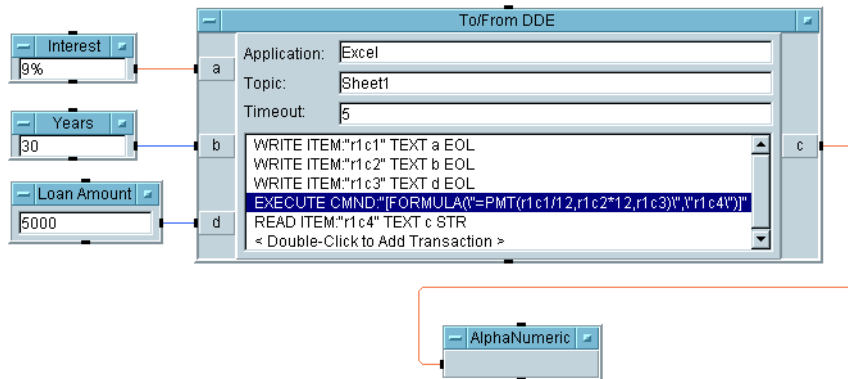 To/From DDE
Interest
9%
a
Application: Excel
Topic: Sheet1
Timeout: 5
Years
30
b
WRITE ITEM:"r1c1" TEXT a EOL
WRITE ITEM:"r1c2" TEXT b EOL
WRITE ITEM:"r1c3" TEXT d EOL
EXECUTE CMND:"[FORMULA(\"=PMT(r1c1/12,r1c2*12,r1c3)\",\"r1c4\")]"
READ ITEM:"r1c4" TEXT c STR
< Double-Click to Add Transaction >
c
Loan Amount
5000
d
AlphaNumeric